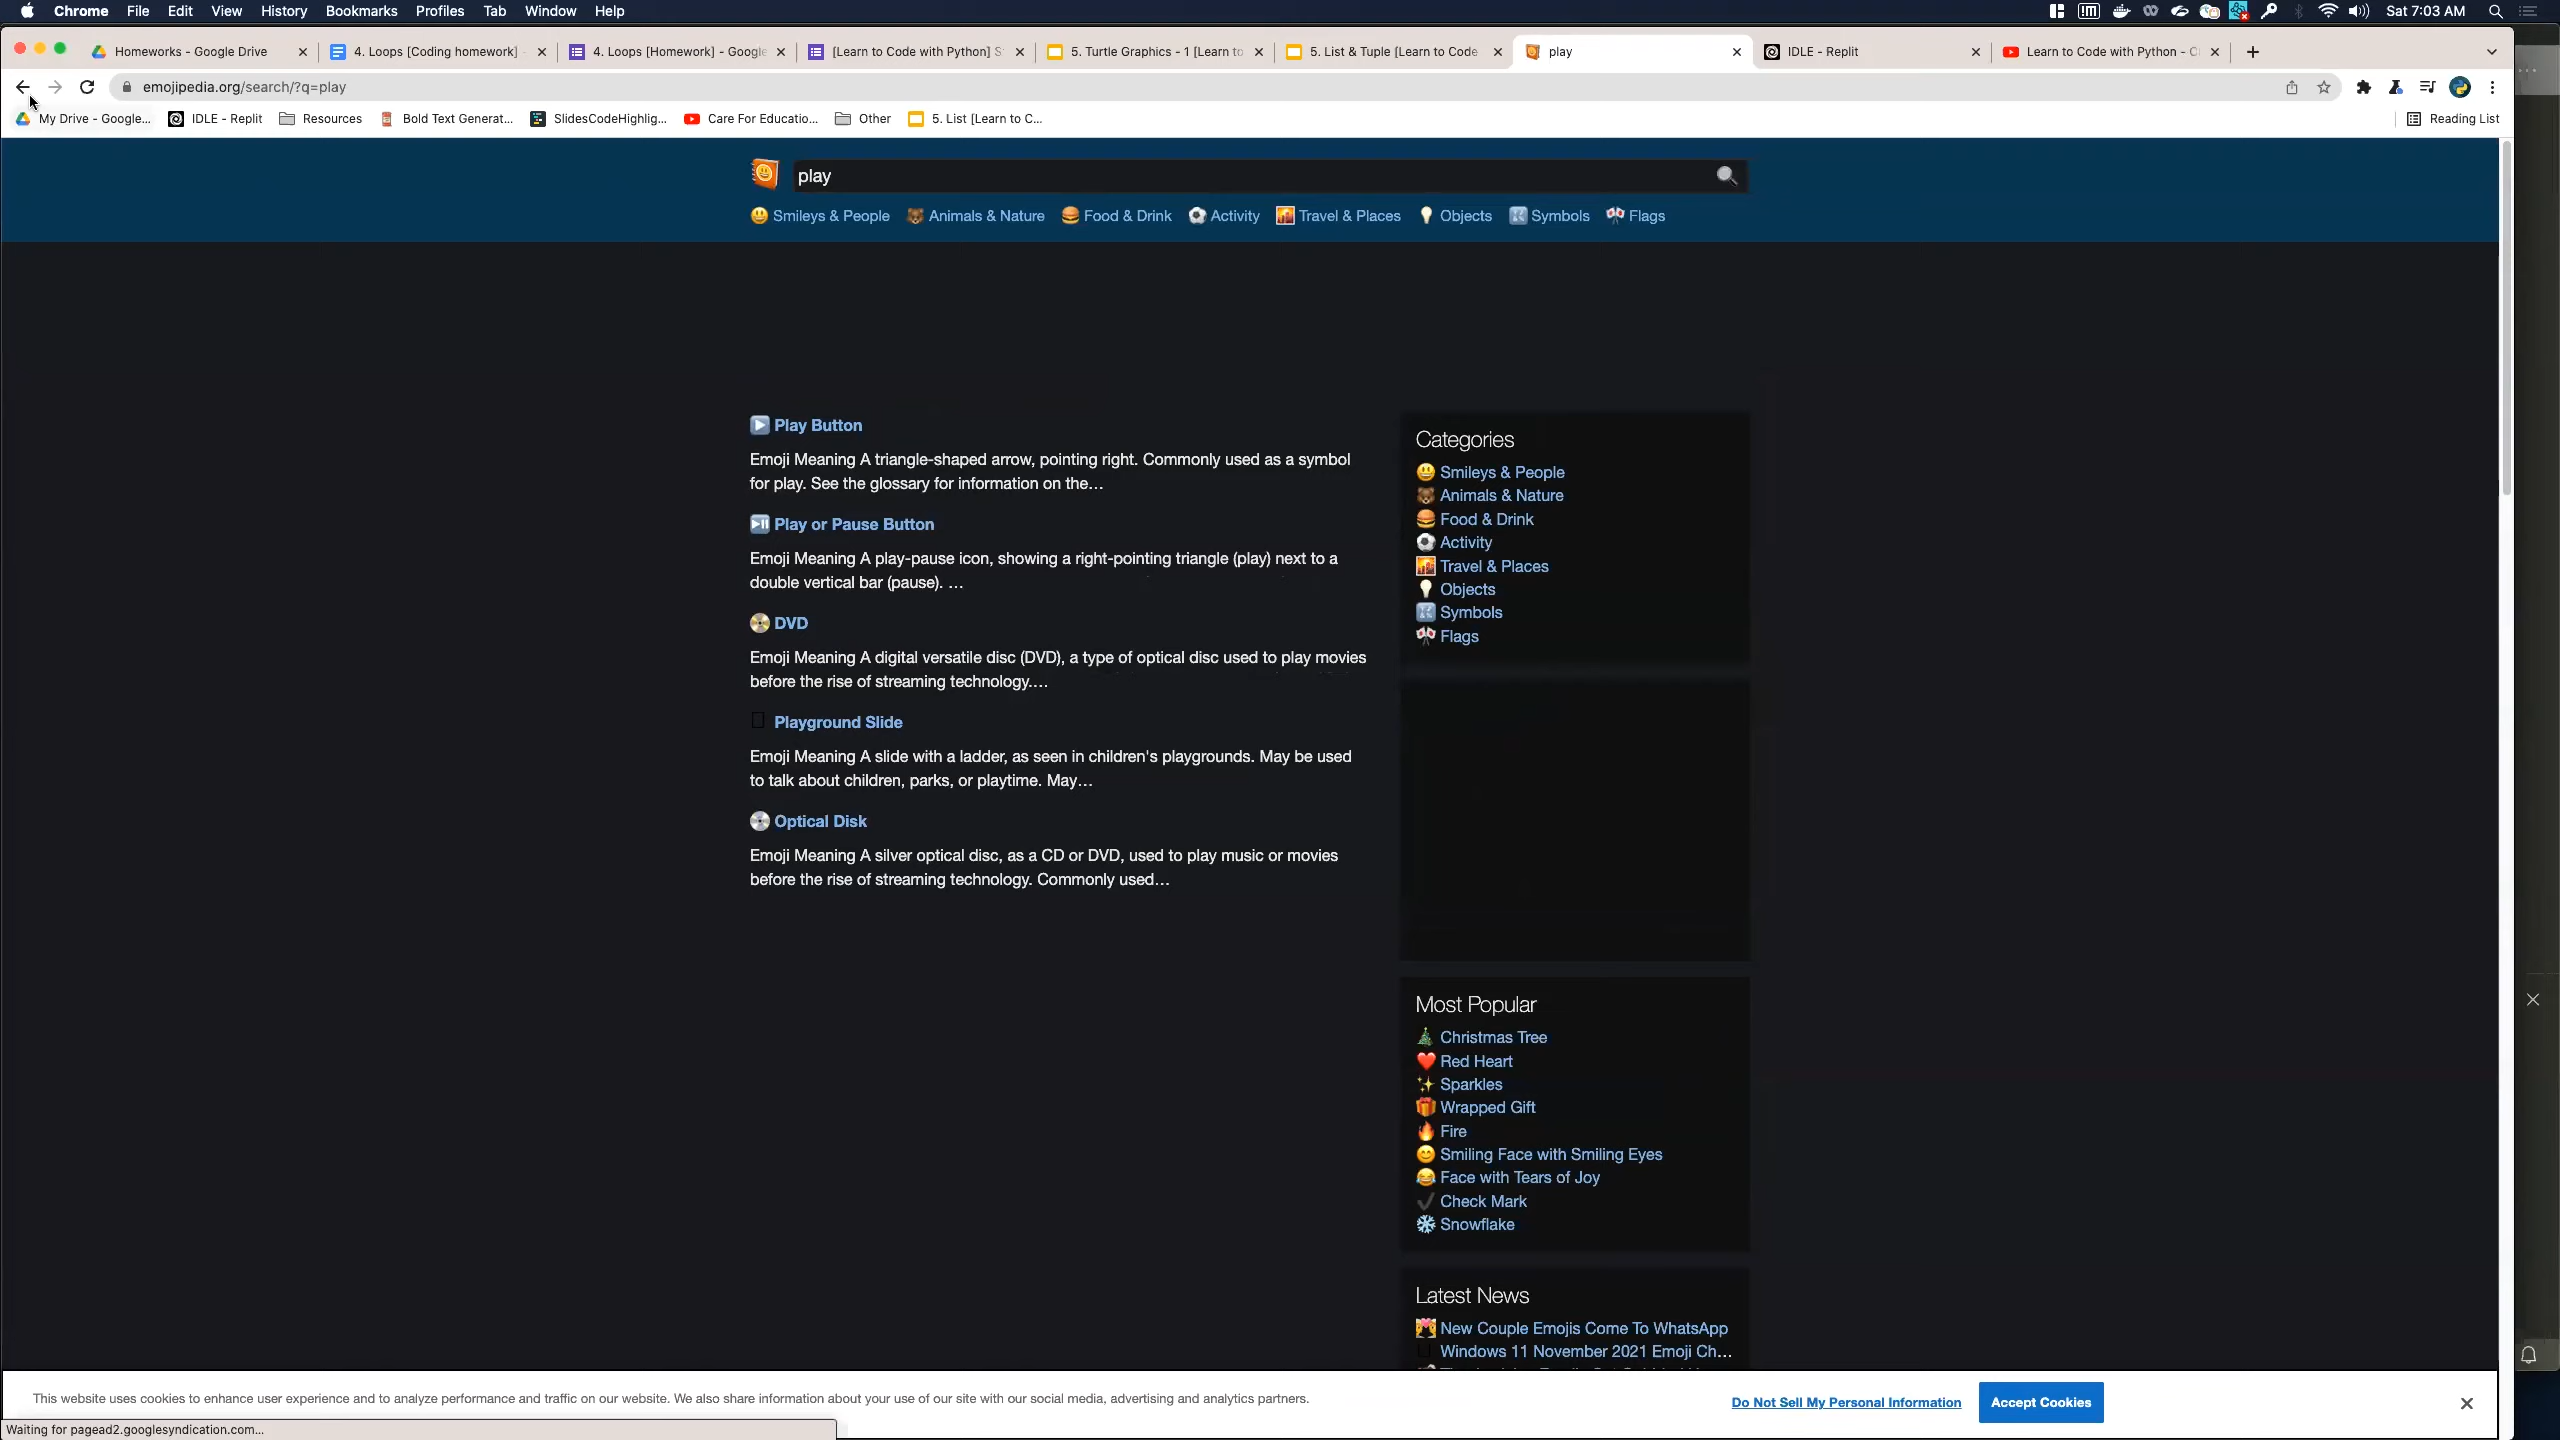 Chrome File Edit View History Bookmarks Profiles Tab Window Help Sat 7:03 AM
Homeworks - Google Drive
4. Loops [Coding homework] -
4. Loops [Homework] - Google
[Learn to Code with Python] S
5. Turtle Graphics - 1 [Learn to
5. List & Tuple [Learn to Code
play
IDLE - Replit
Learn to Code with Python - C
emojipedia.org/search/?q=play
My Drive - Google...
IDLE - Replit
Resources
Bold Text Generat...
SlidesCodeHighlig...
Care For Educatio...
Other
5. List [Learn to C...
Reading List
play
Smileys & People Animals & Nature Food & Drink Activity Travel & Places Objects Symbols Flags
Play Button
Emoji Meaning A triangle-shaped arrow, pointing right. Commonly used as a symbol
for play. See the glossary for information on the…
Play or Pause Button
Emoji Meaning A play-pause icon, showing a right-pointing triangle (play) next to a
double vertical bar (pause). …
DVD
Emoji Meaning A digital versatile disc (DVD), a type of optical disc used to play movies
before the rise of streaming technology.…
Playground Slide
Emoji Meaning A slide with a ladder, as seen in children's playgrounds. May be used
to talk about children, parks, or playtime. May…
Optical Disk
Emoji Meaning A silver optical disc, as a CD or DVD, used to play music or movies
before the rise of streaming technology. Commonly used…
Categories
Smileys & People
Animals & Nature
Food & Drink
Activity
Travel & Places
Objects
Symbols
Flags
Most Popular
Christmas Tree
Red Heart
Sparkles
Wrapped Gift
Fire
Smiling Face with Smiling Eyes
Face with Tears of Joy
Check Mark
Snowflake
Latest News
New Couple Emojis Come To WhatsApp
Windows 11 November 2021 Emoji Ch...
This website uses cookies to enhance user experience and to analyze performance and traffic on our website. We also share information about your use of our site with our social media, advertising and analytics partners.
Do Not Sell My Personal Information
Accept Cookies
Waiting for pagead2.googlesyndication.com...